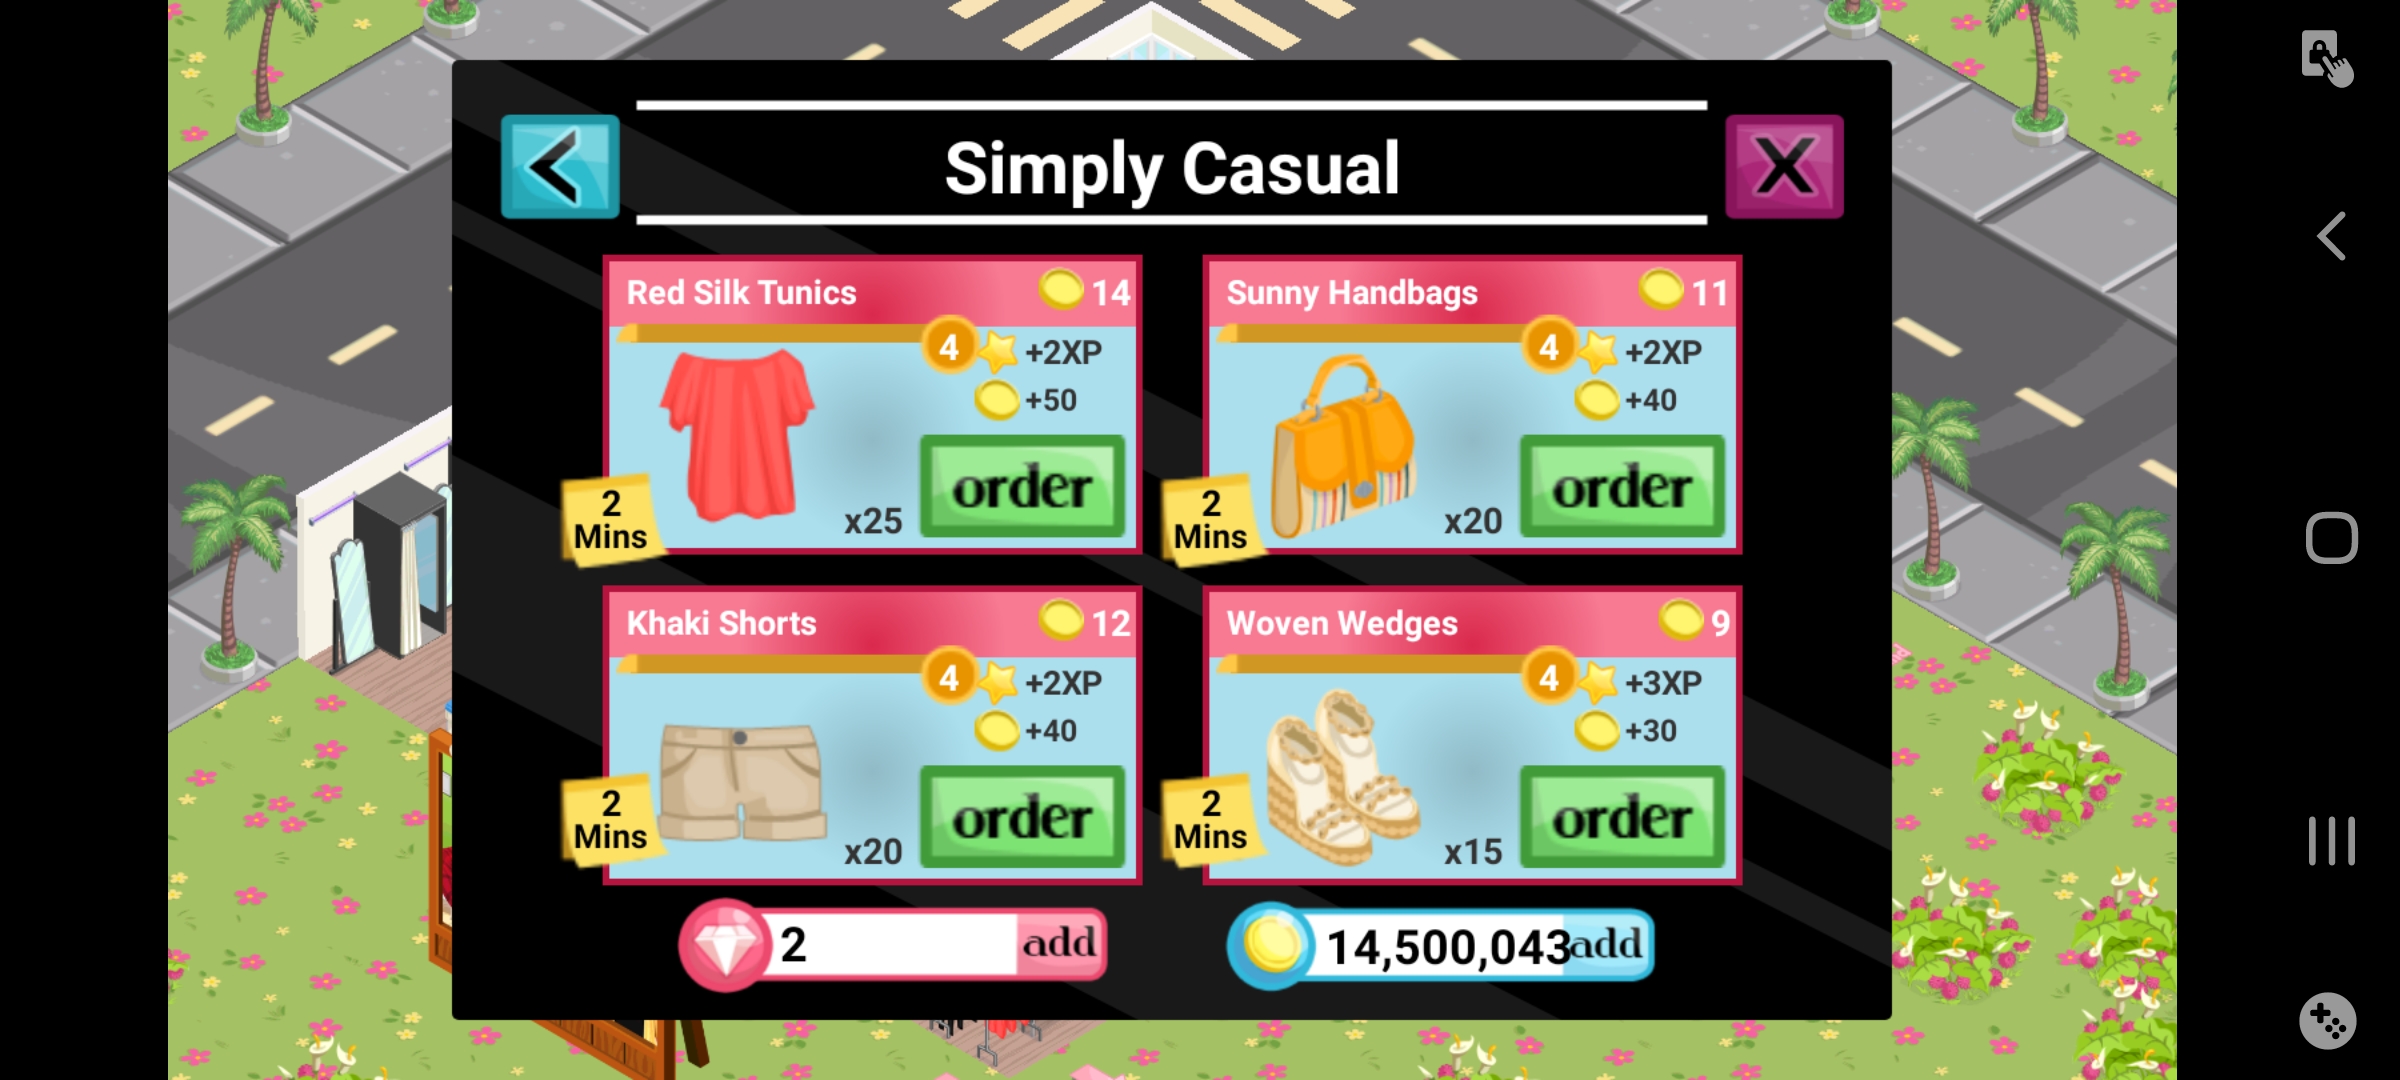 Simply Casual
Red Silk Tunics 14
4 +2XP
+50
2 Mins
x25
order
Sunny Handbags 11
4 +2XP
+40
2 Mins
x20
order
Khaki Shorts 12
4 +2XP
+40
2 Mins
x20
order
Woven Wedges 9
4 +3XP
+30
2 Mins
x15
order
2 add
14,500,043 add